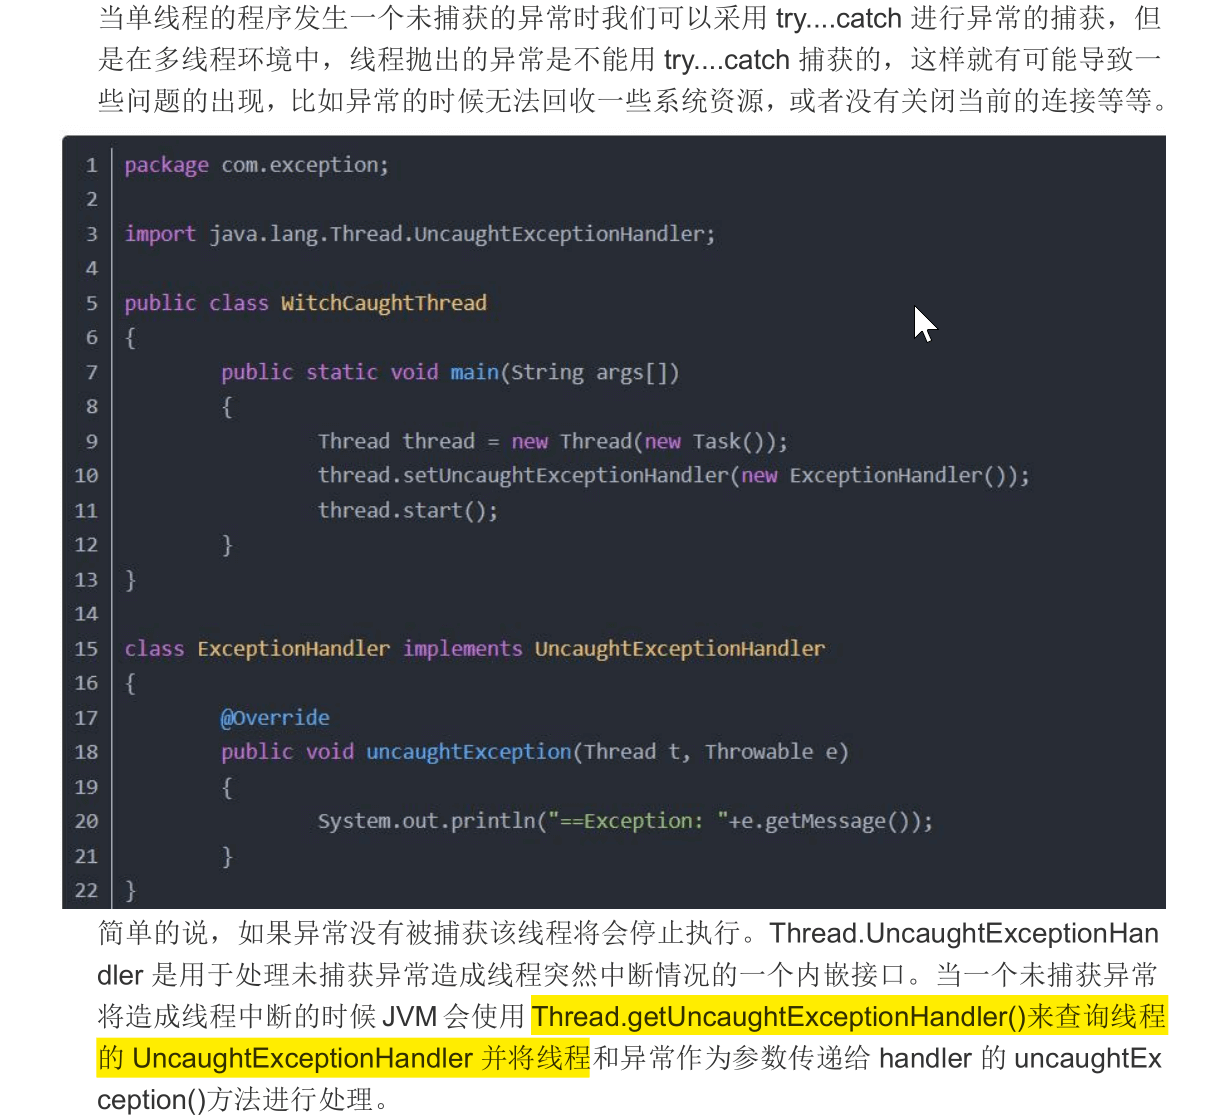 当单线程的程序发生一个未捕获的异常时我们可以采用 try....catch 进行异常的捕获，但
是在多线程环境中，线程抛出的异常是不能用 try....catch 捕获的，这样就有可能导致一
些问题的出现，比如异常的时候无法回收一些系统资源，或者没有关闭当前的连接等等。
1 package com.exception;
2
3 import java.lang.Thread.UncaughtExceptionHandler;
4
5 public class WitchCaughtThread
6 {
7 public static void main(String args[])
8 {
9 Thread thread = new Thread(new Task());
10 thread.setUncaughtExceptionHandler(new ExceptionHandler());
11 thread.start();
12 }
13 }
14
15 class ExceptionHandler implements UncaughtExceptionHandler
16 {
17 @Override
18 public void uncaughtException(Thread t, Throwable e)
19 {
20 System.out.println("==Exception: "+e.getMessage());
21 }
22 }
简单的说，如果异常没有被捕获该线程将会停止执行。Thread.UncaughtExceptionHan
dler 是用于处理未捕获异常造成线程突然中断情况的一个内嵌接口。当一个未捕获异常
将造成线程中断的时候 JVM 会使用 Thread.getUncaughtExceptionHandler()来查询线程
的 UncaughtExceptionHandler 并将线程和异常作为参数传递给 handler 的 uncaughtEx
ception()方法进行处理。